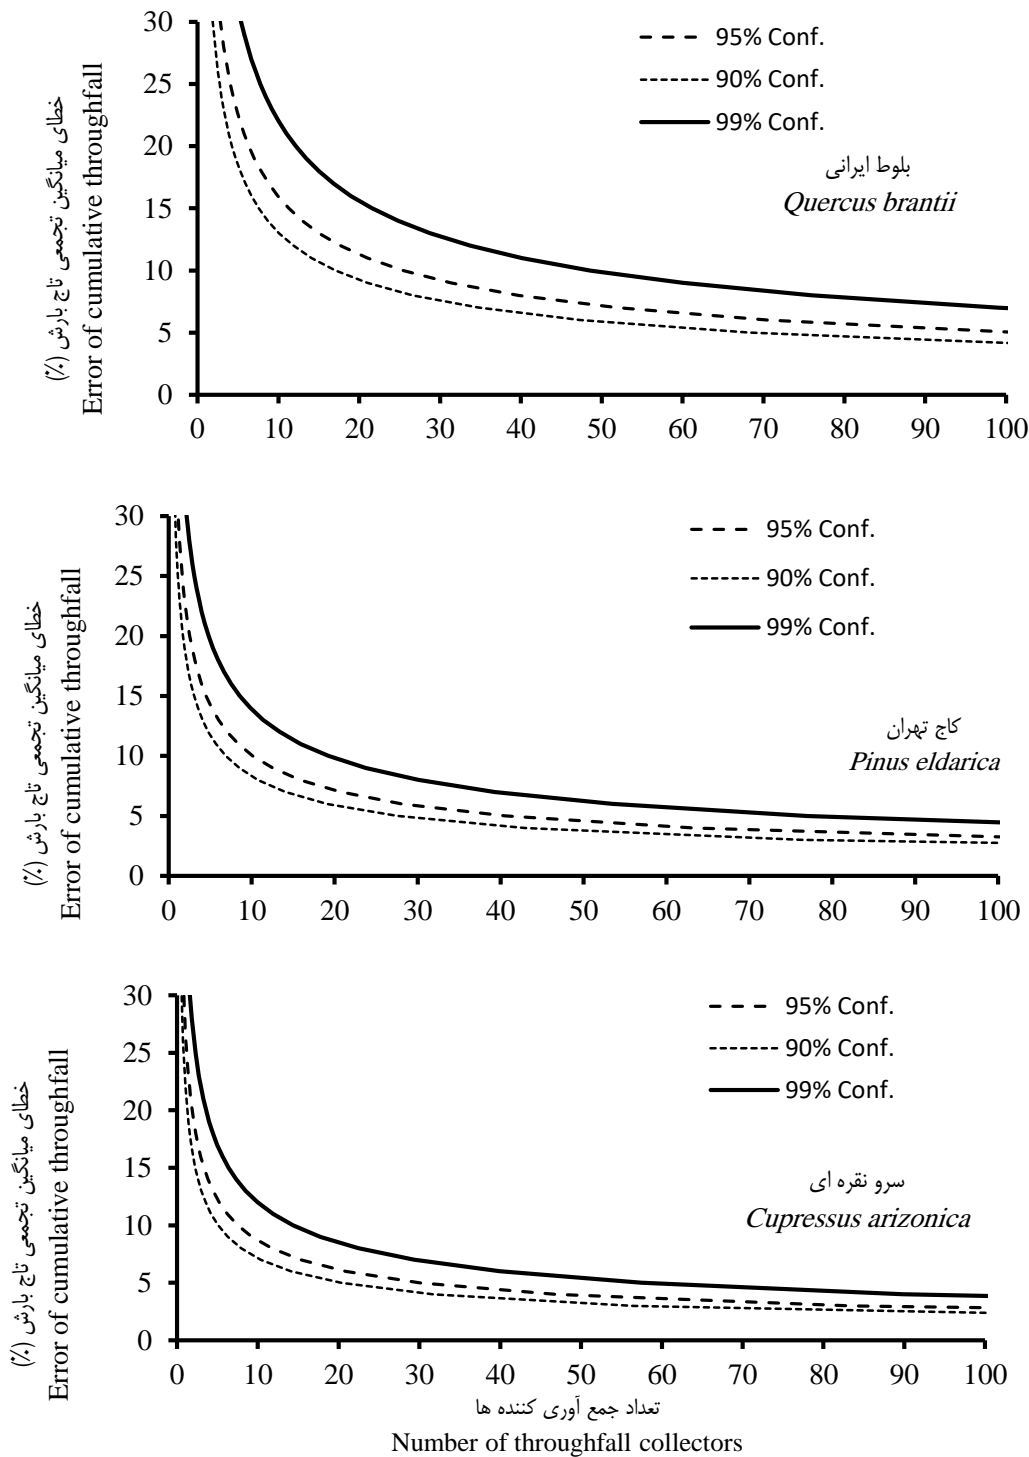 30
25
20
15
10
5
0
0 10 20 30 40 50 60 70 80 90 100
95% Conf.
90% Conf.
99% Conf.
بلوط ایرانی
Quercus brantii
خطای میانگین تجمعی تاج بارش (٪)
Error of cumulative throughfall
30
25
20
15
10
5
0
0 10 20 30 40 50 60 70 80 90 100
95% Conf.
90% Conf.
99% Conf.
کاج تهران
Pinus eldarica
خطای میانگین تجمعی تاج بارش (٪)
Error of cumulative throughfall
30
25
20
15
10
5
0
0 10 20 30 40 50 60 70 80 90 100
95% Conf.
90% Conf.
99% Conf.
سرو نقره ای
Cupressus arizonica
خطای میانگین تجمعی تاج بارش (٪)
Error of cumulative throughfall
تعداد جمع آوری کننده ها
Number of throughfall collectors